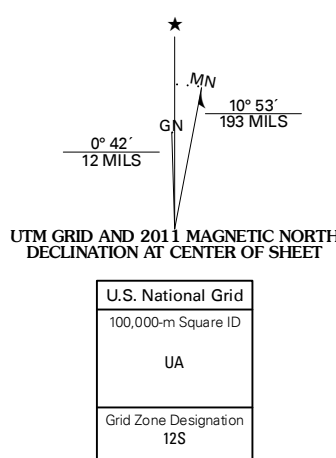 MN
10° 53´
193 MILS
GN
0° 42´
12 MILS
UTM GRID AND 2011 MAGNETIC NORTH
DECLINATION AT CENTER OF SHEET
U.S. National Grid
100,000-m Square ID
UA
Grid Zone Designation
12S